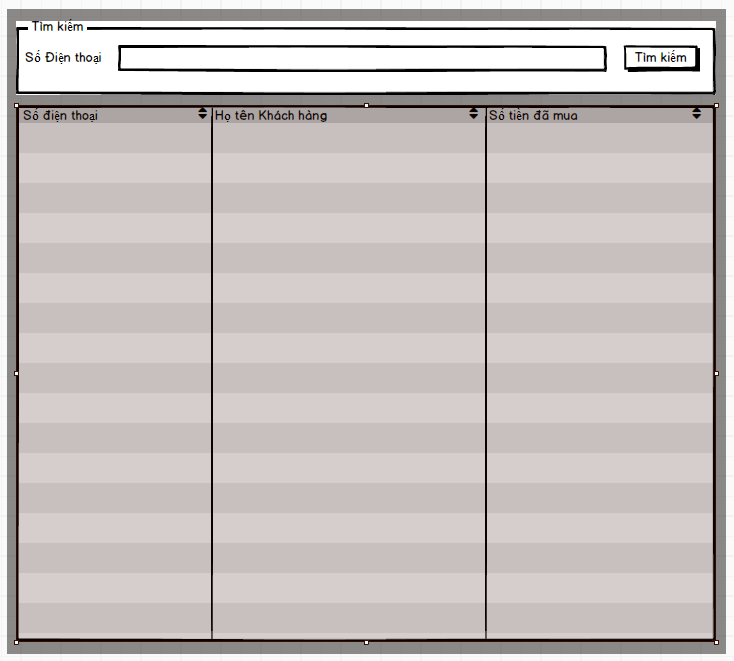 Tìm kiếm
Số Điện thoại Tìm kiếm
Số điện thoại Họ tên Khách hàng Số tiền đã mua